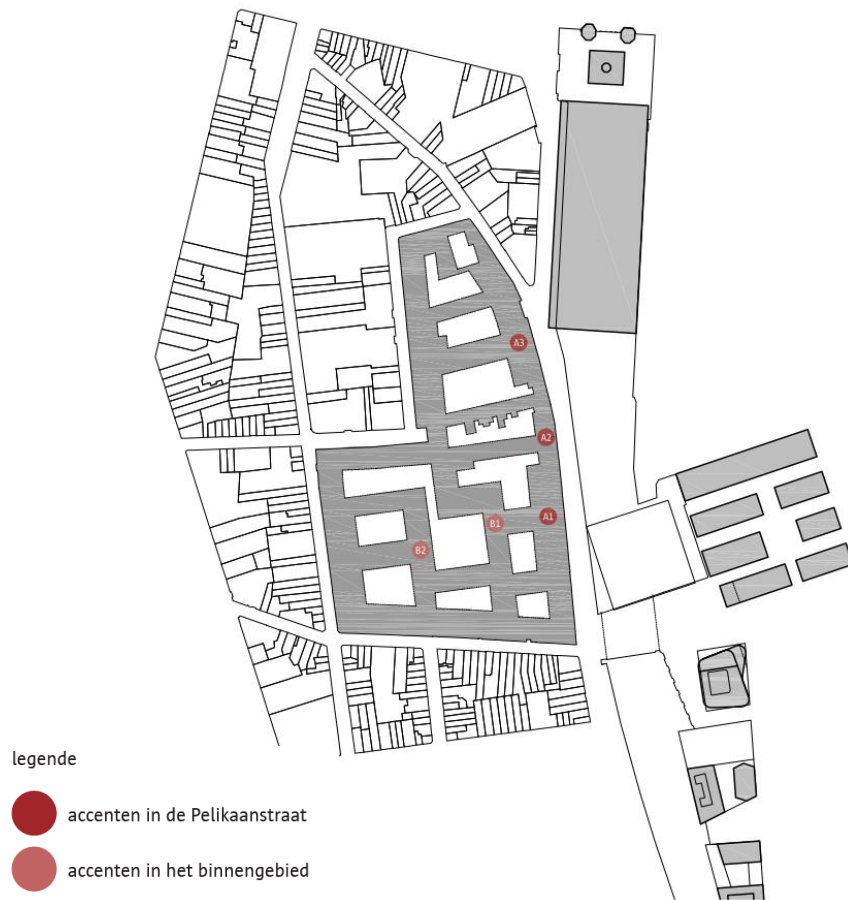 A3
A2
A1
B1
B2
legende
accenten in de Pelikaanstraat
accenten in het binnengebied